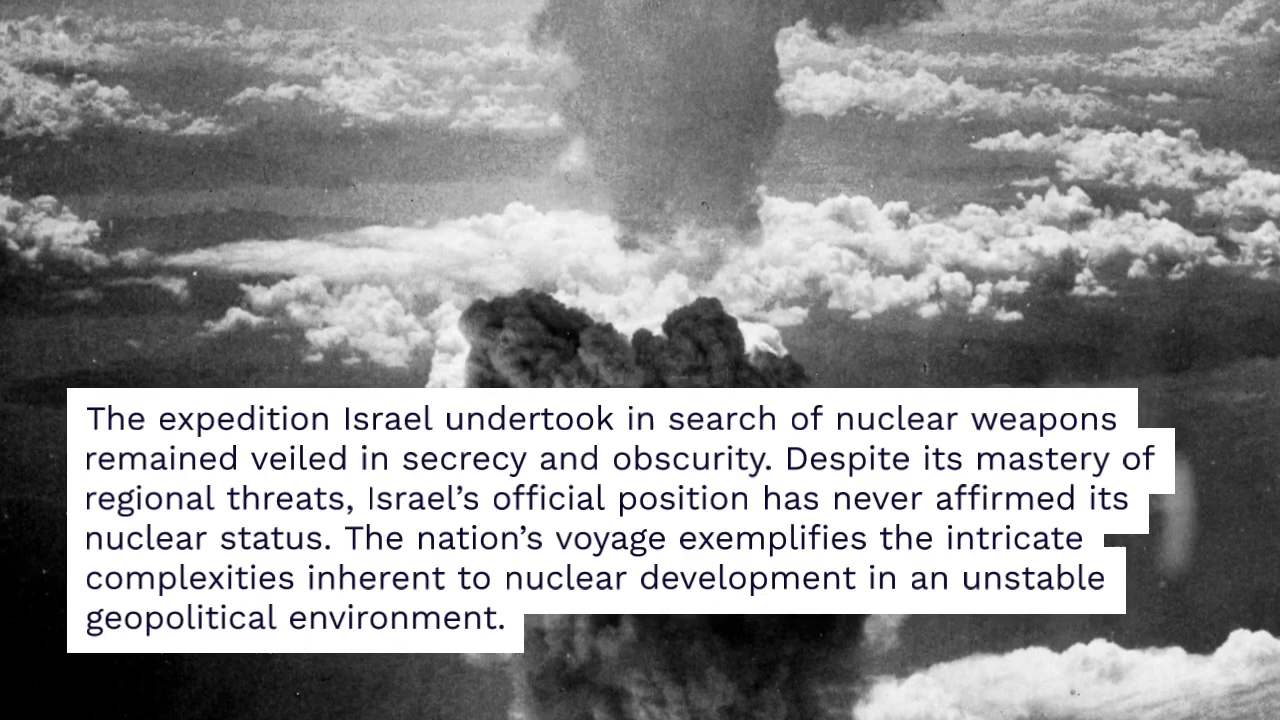 The expedition Israel undertook in search of nuclear weapons
remained veiled in secrecy and obscurity. Despite its mastery of
regional threats, Israel’s official position has never affirmed its
nuclear status. The nation’s voyage exemplifies the intricate
complexities inherent to nuclear development in an unstable
geopolitical environment.